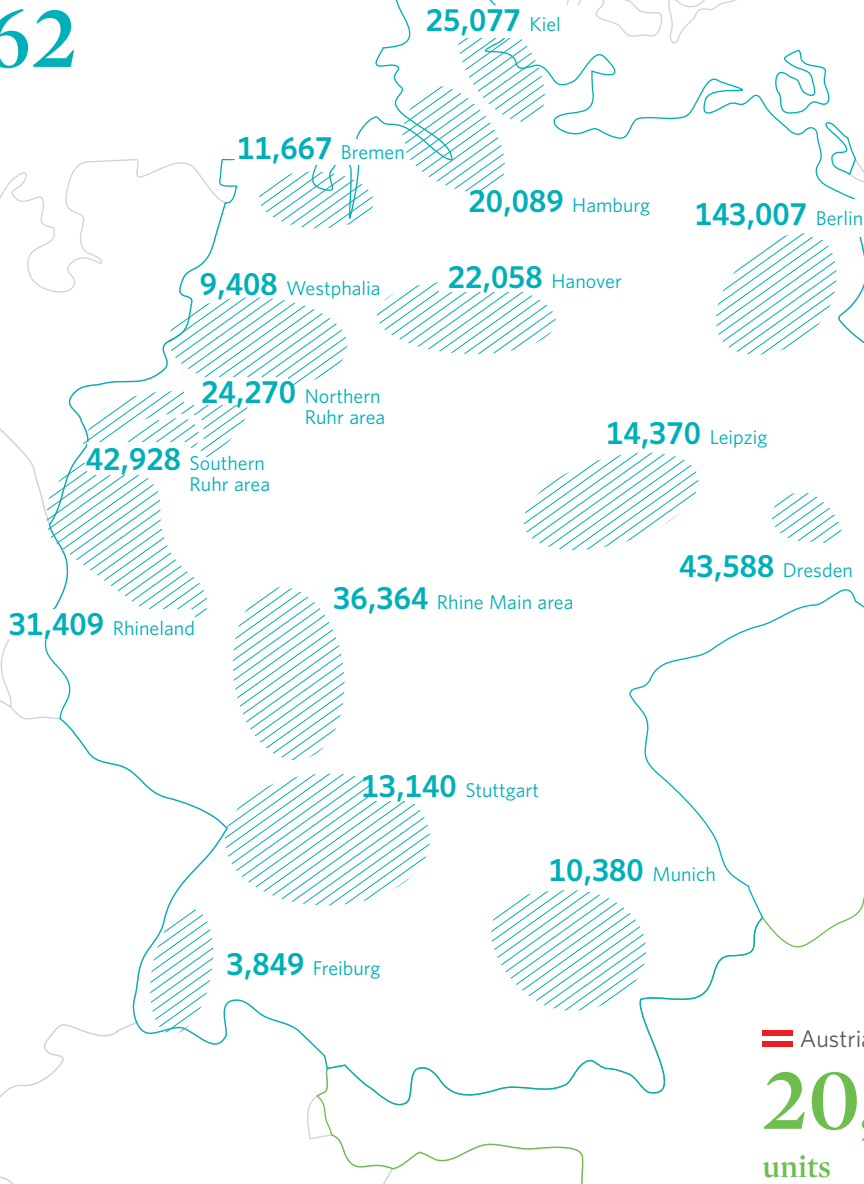 62
25,077 Kiel
11,667 Bremen
20,089 Hamburg
143,007 Berlin
9,408 Westphalia
22,058 Hanover
24,270 Northern
Ruhr area
14,370 Leipzig
42,928 Southern
Ruhr area
43,588 Dresden
36,364 Rhine Main area
31,409 Rhineland
13,140 Stuttgart
10,380 Munich
3,849 Freiburg
Austria
20,
units